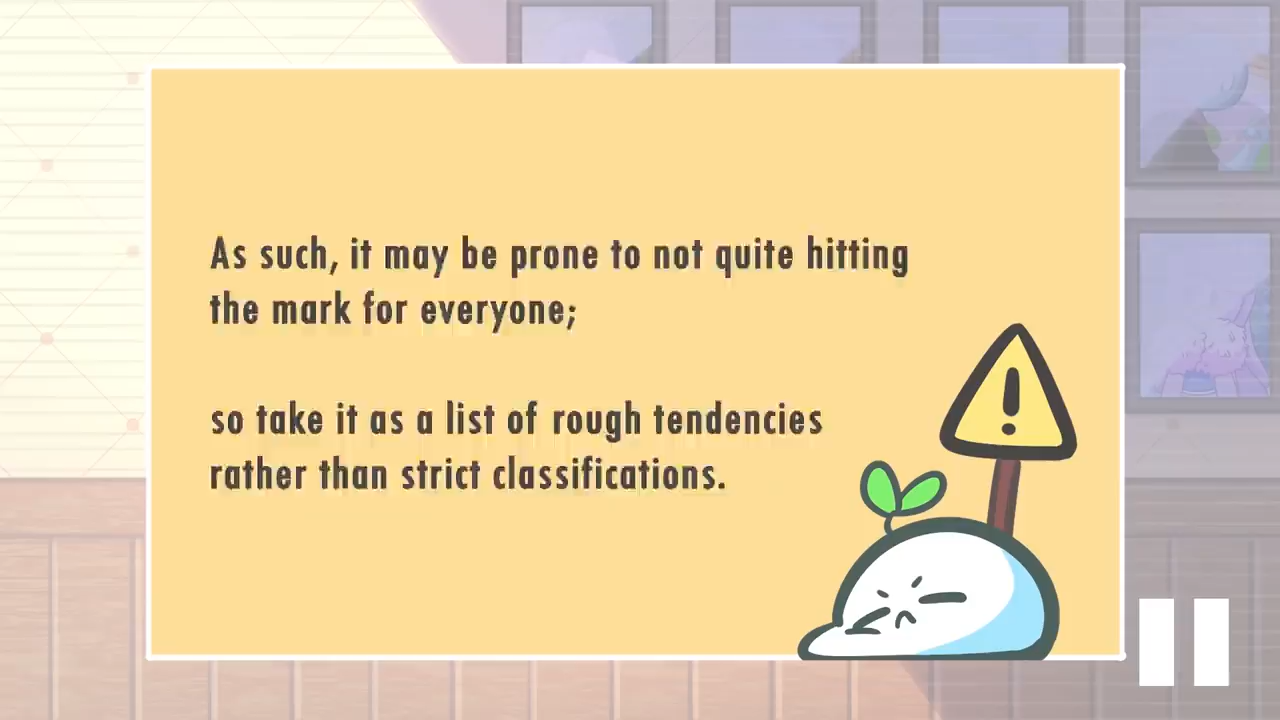 As such, it may be prone to not quite hitting
the mark for everyone;
so take it as a list of rough tendencies
rather than strict classifications.
!